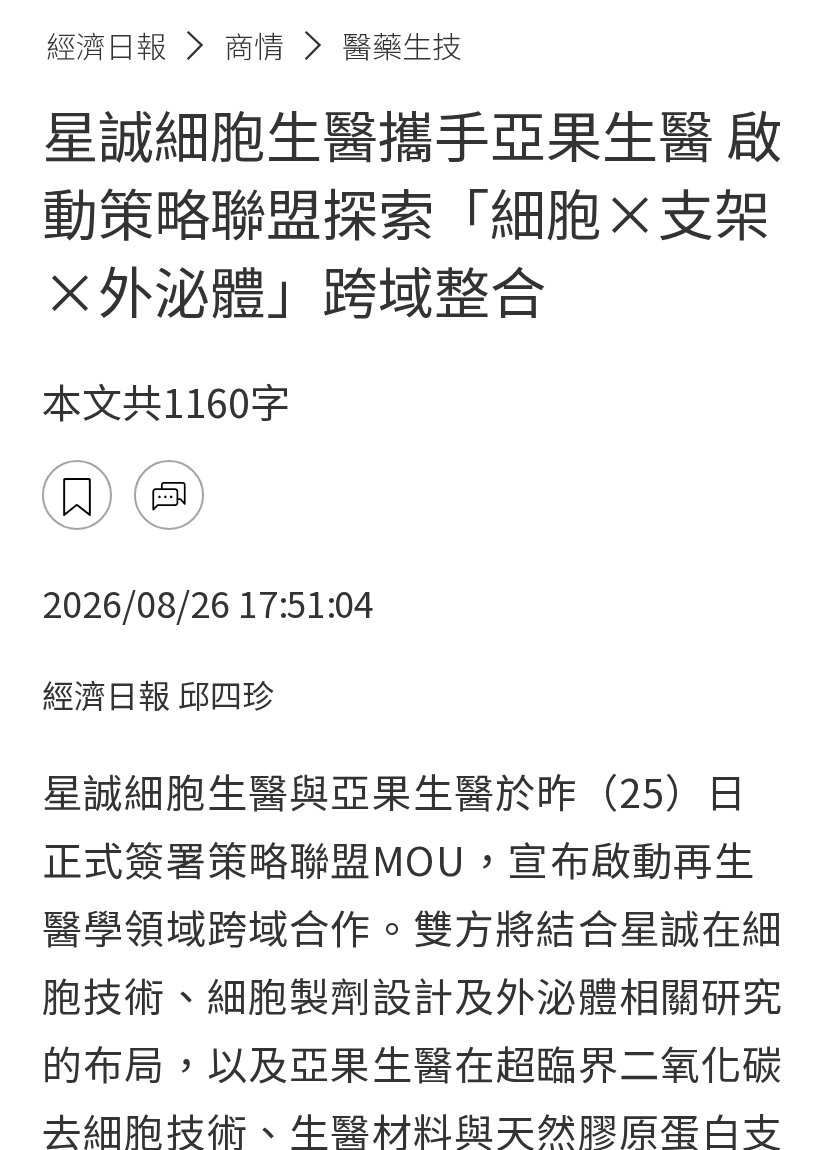 經濟日報 > 商情 > 醫藥生技
星誠細胞生醫攜手亞果生醫 啟
動策略聯盟探索「細胞×支架
×外泌體」跨域整合
本文共1160字
2026/08/26 17:51:04
經濟日報 邱四珍
星誠細胞生醫與亞果生醫於昨（25）日
正式簽署策略聯盟MOU，宣布啟動再生
醫學領域跨域合作。雙方將結合星誠在細
胞技術、細胞製劑設計及外泌體相關研究
的布局，以及亞果生醫在超臨界二氧化碳
去細胞技術、生醫材料與天然膠原蛋白支